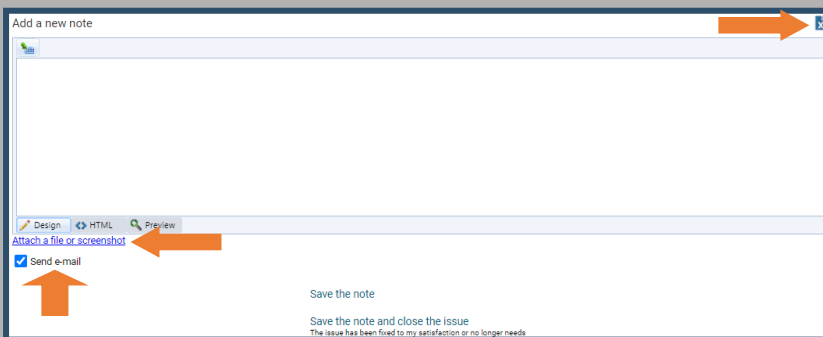 Add a new note
Design HTML Preview
Attach a file or screenshot
Send e-mail
Save the note
Save the note and close the issue
The issue has been fixed to my satisfaction or no longer needs